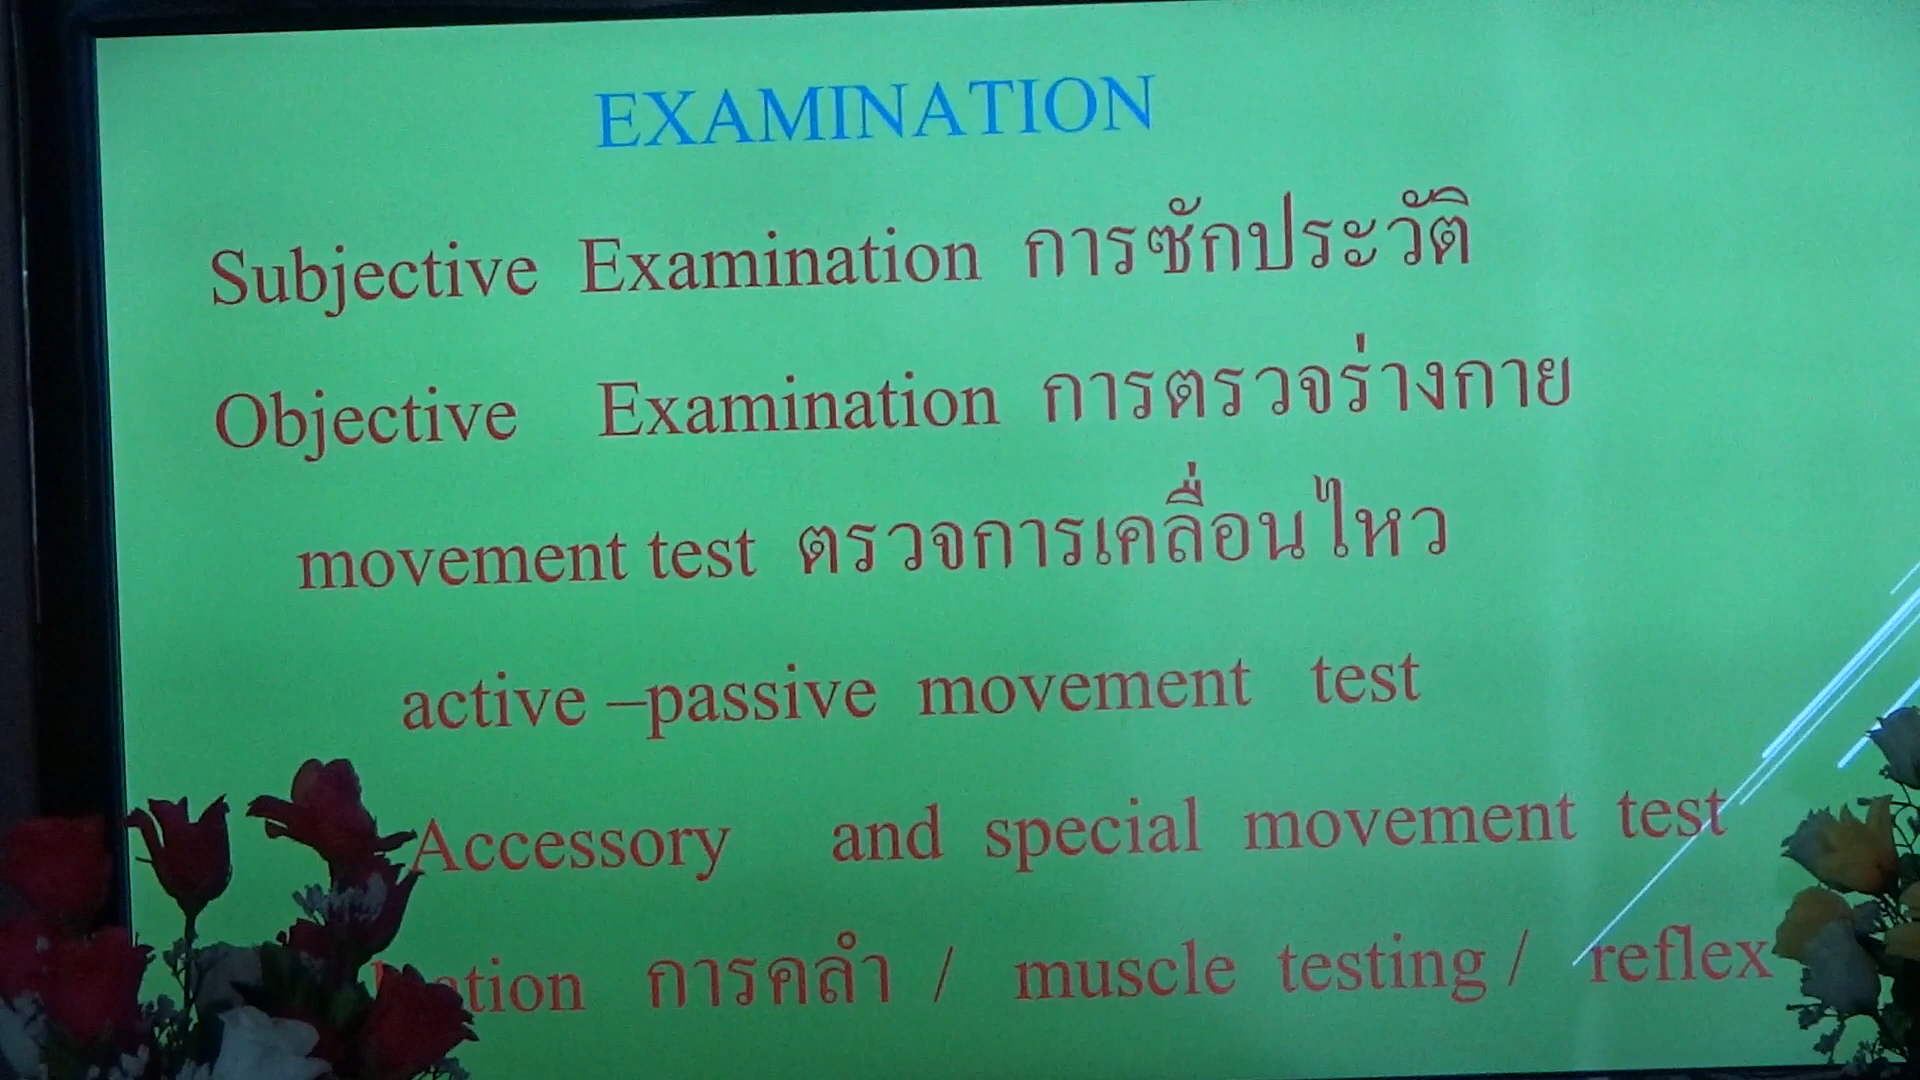 EXAMINATION
Subjective Examination การซักประวัติ
Objective Examination การตรวจร่างกาย
movement test ตรวจการเคลื่อนไหว
active –passive movement test
Accessory and special movement test
การคลำ / muscle testing / reflex